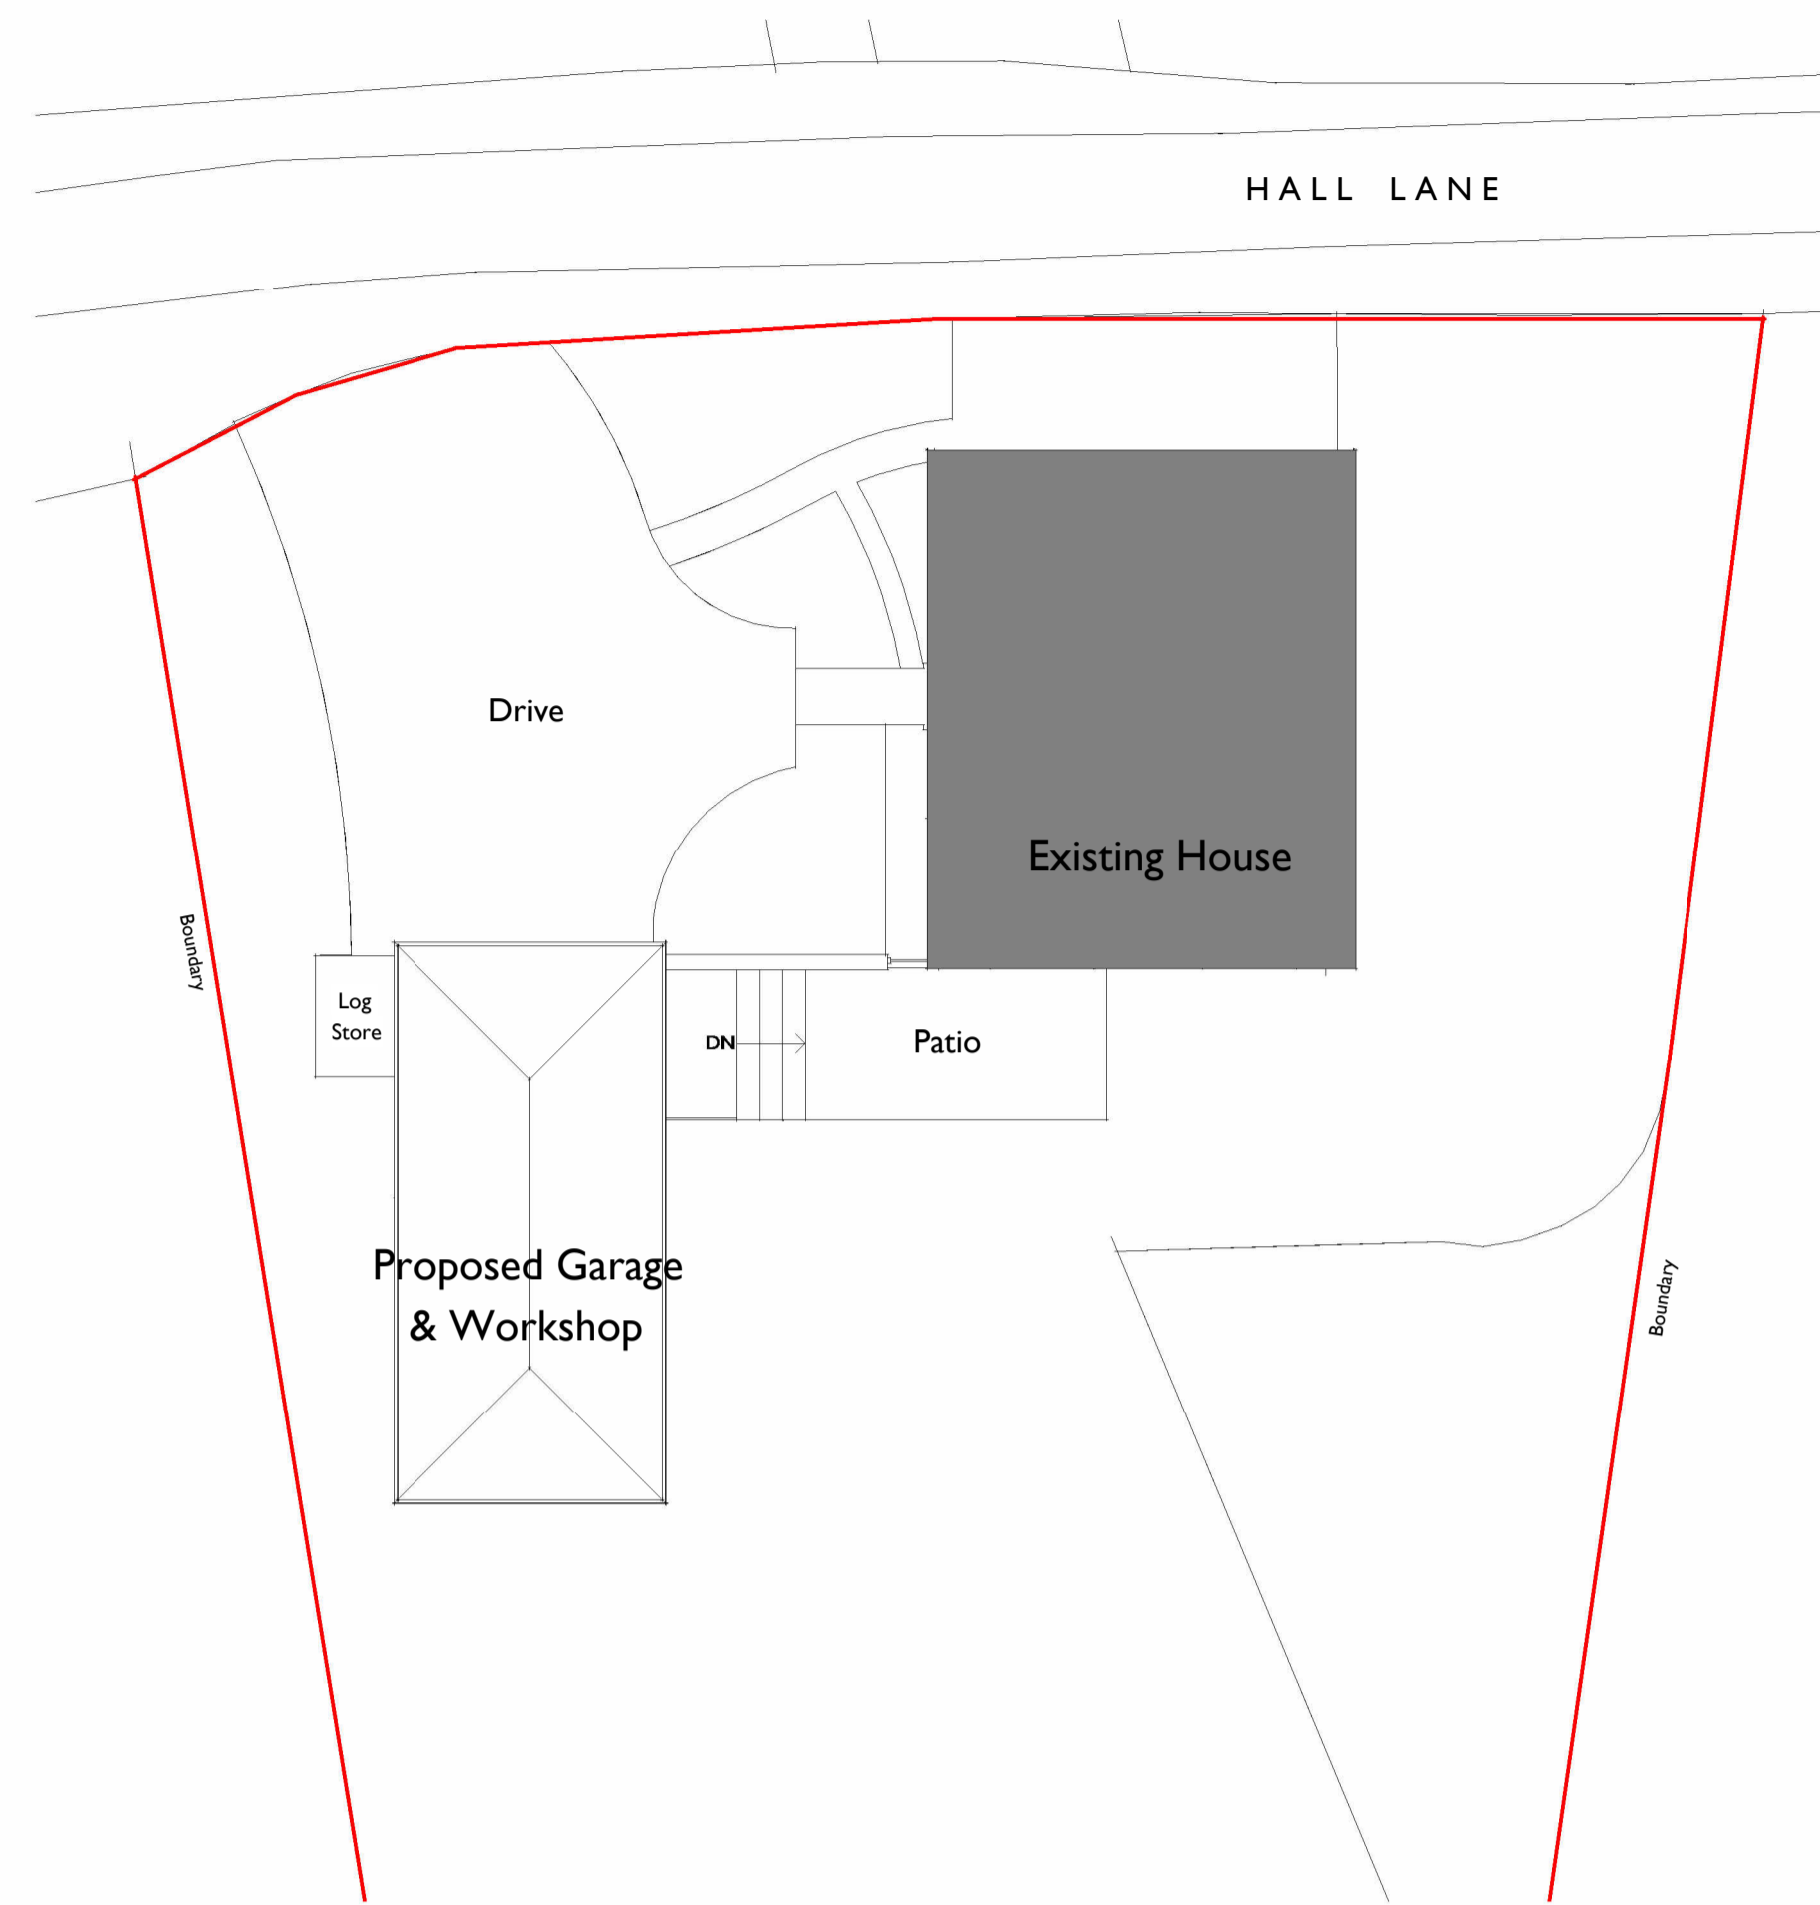 HALL LANE
Drive
Existing House
Boundary
Log
Store
DN
Patio
Proposed Garage
& Workshop
Boundary